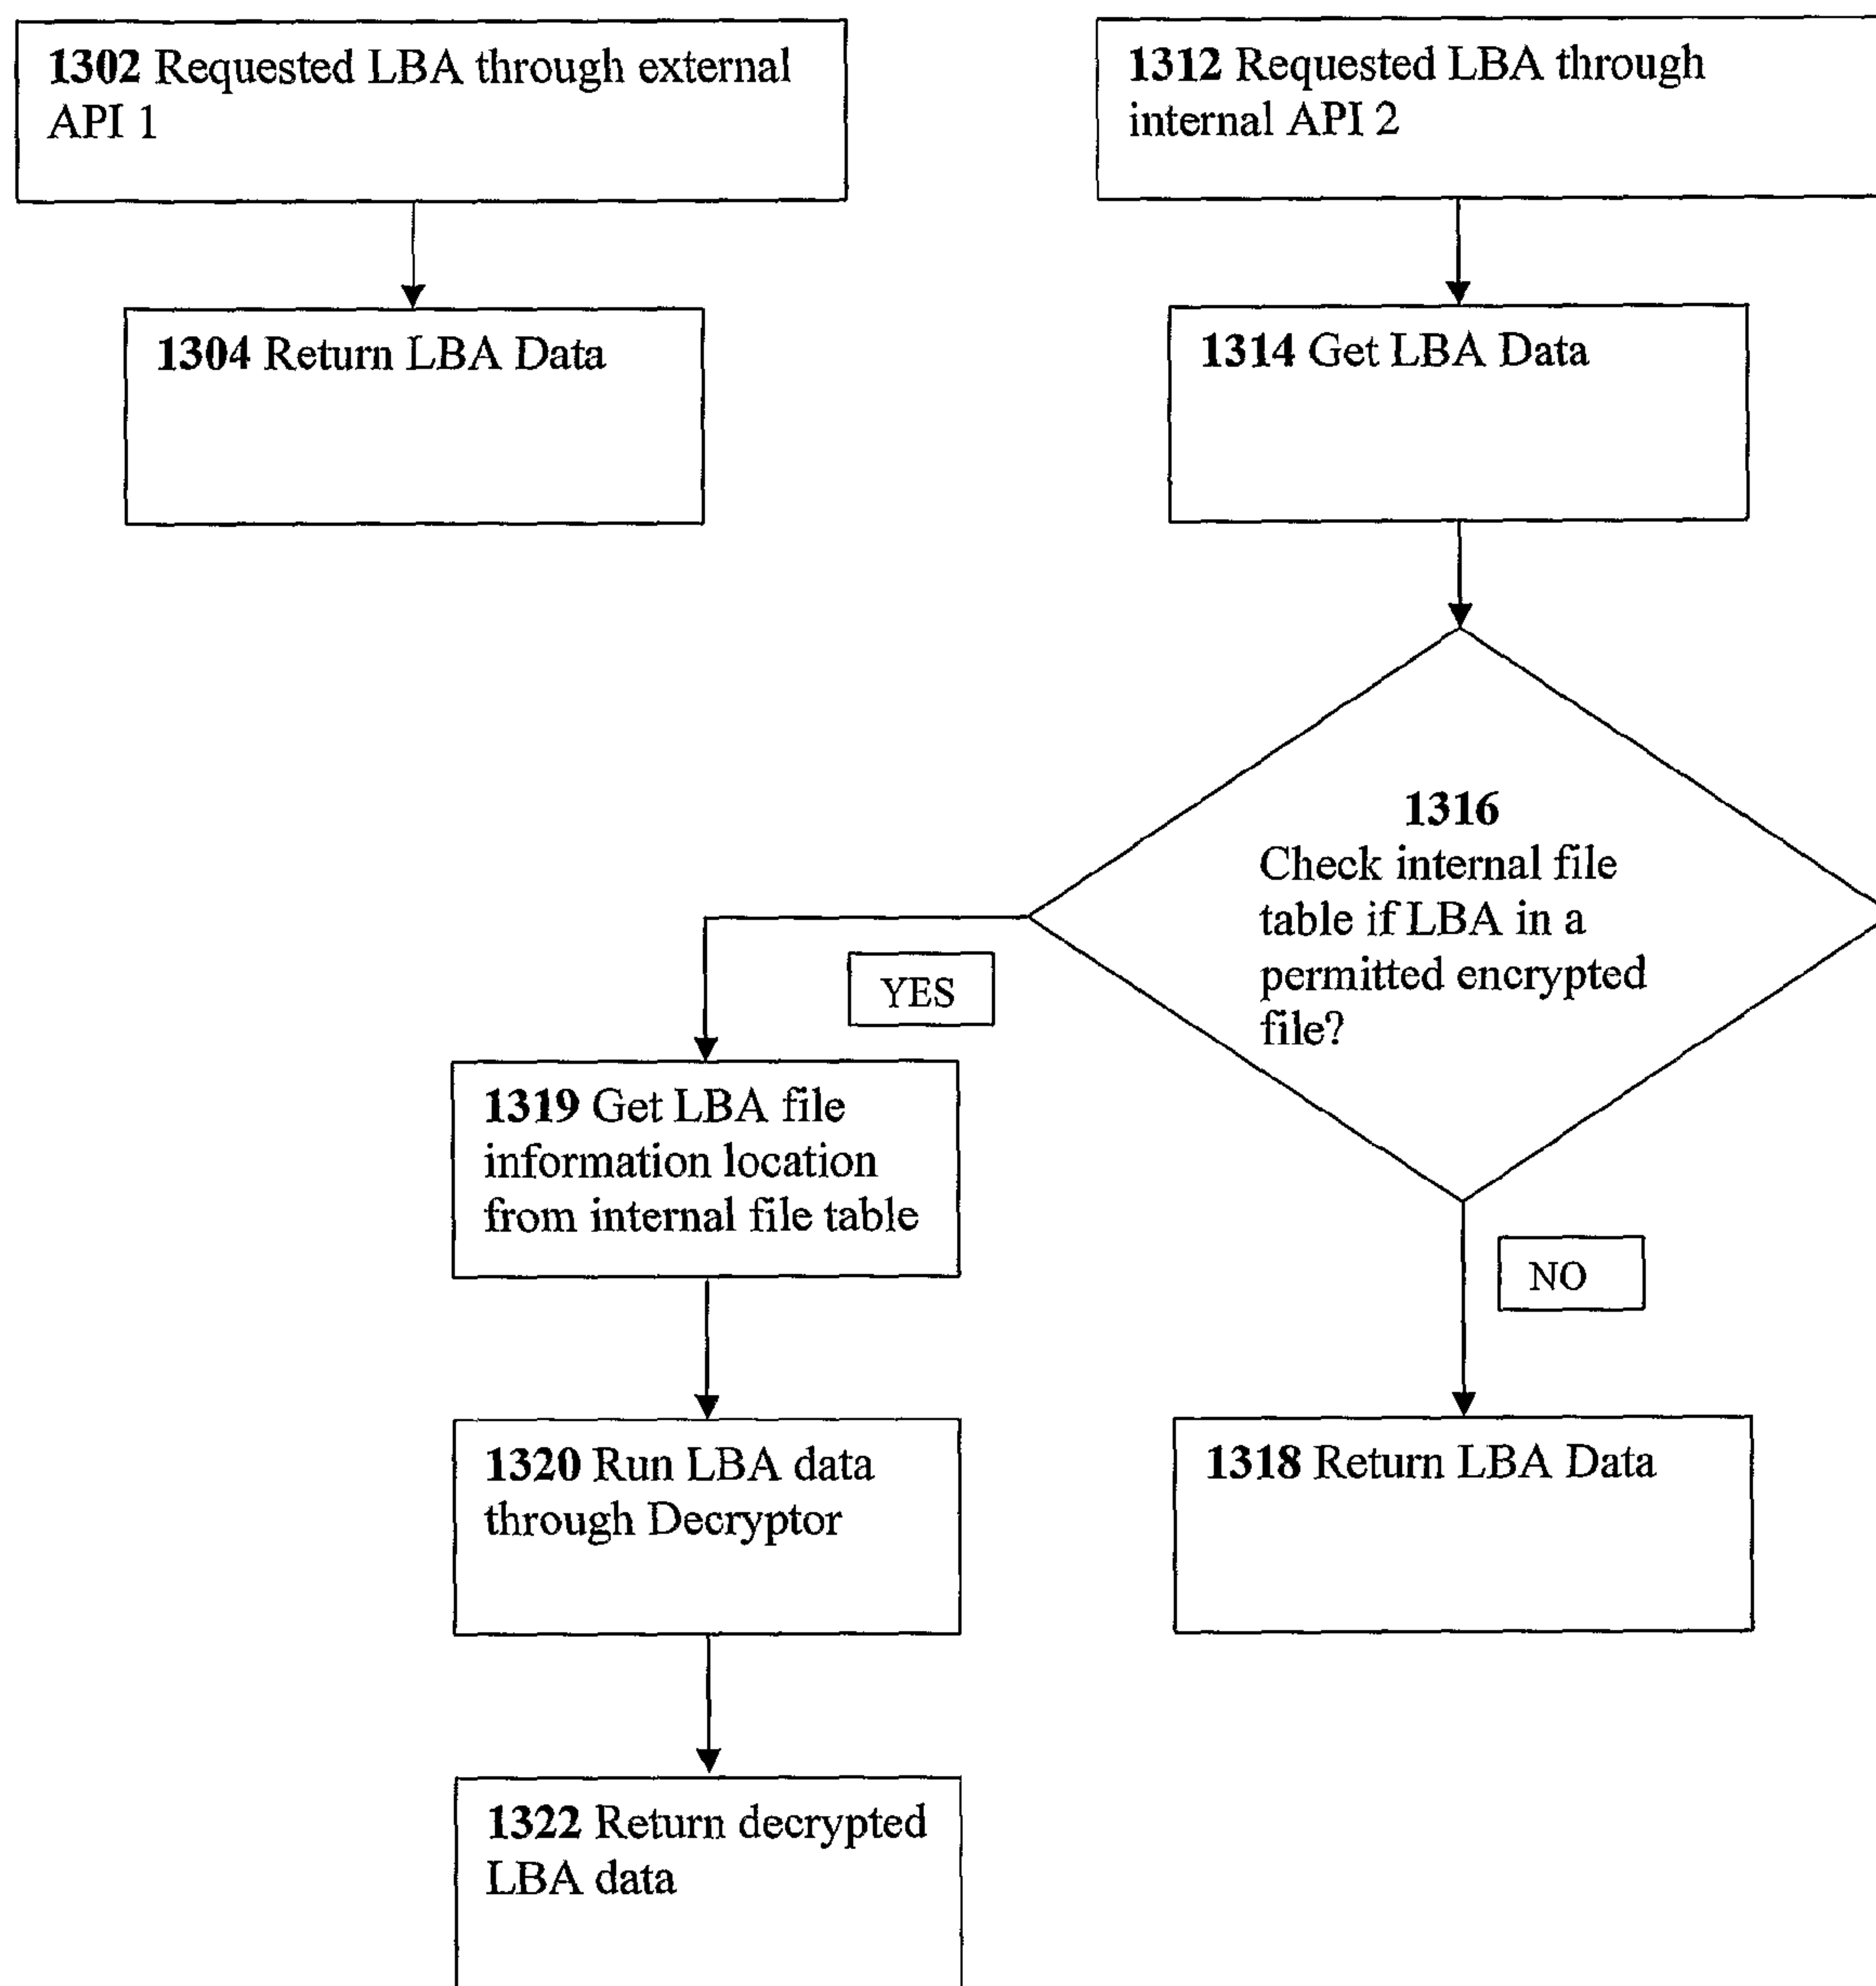 1302 Requested LBA through external
API 1
1304 Return LBA Data
1312 Requested LBA through
internal API 2
1314 Get LBA Data
1316
Check internal file
table if LBA in a
permitted encrypted
file?
YES
1319 Get LBA file
information location
from internal file table
1320 Run LBA data
through Decryptor
1322 Return decrypted
LBA data
NO
1318 Return LBA Data